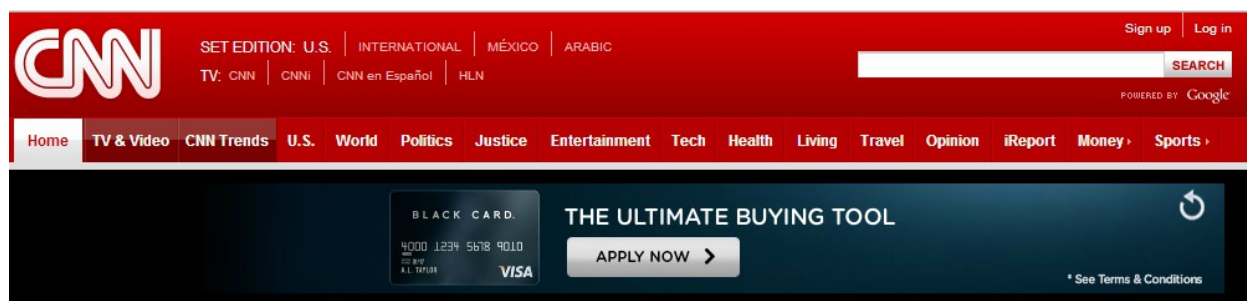 CNN
SET EDITION: U.S. INTERNATIONAL MÉXICO ARABIC
TV: CNN CNNi CNN en Español HLN
Sign up Log in
SEARCH
POWERED BY Google
Home TV & Video CNN Trends U.S. World Politics Justice Entertainment Tech Health Living Travel Opinion iReport Money Sports
BLACK CARD.
4000 1234 5678 9010
A.L. TAYLOR
VISA
THE ULTIMATE BUYING TOOL
APPLY NOW
* See Terms & Conditions